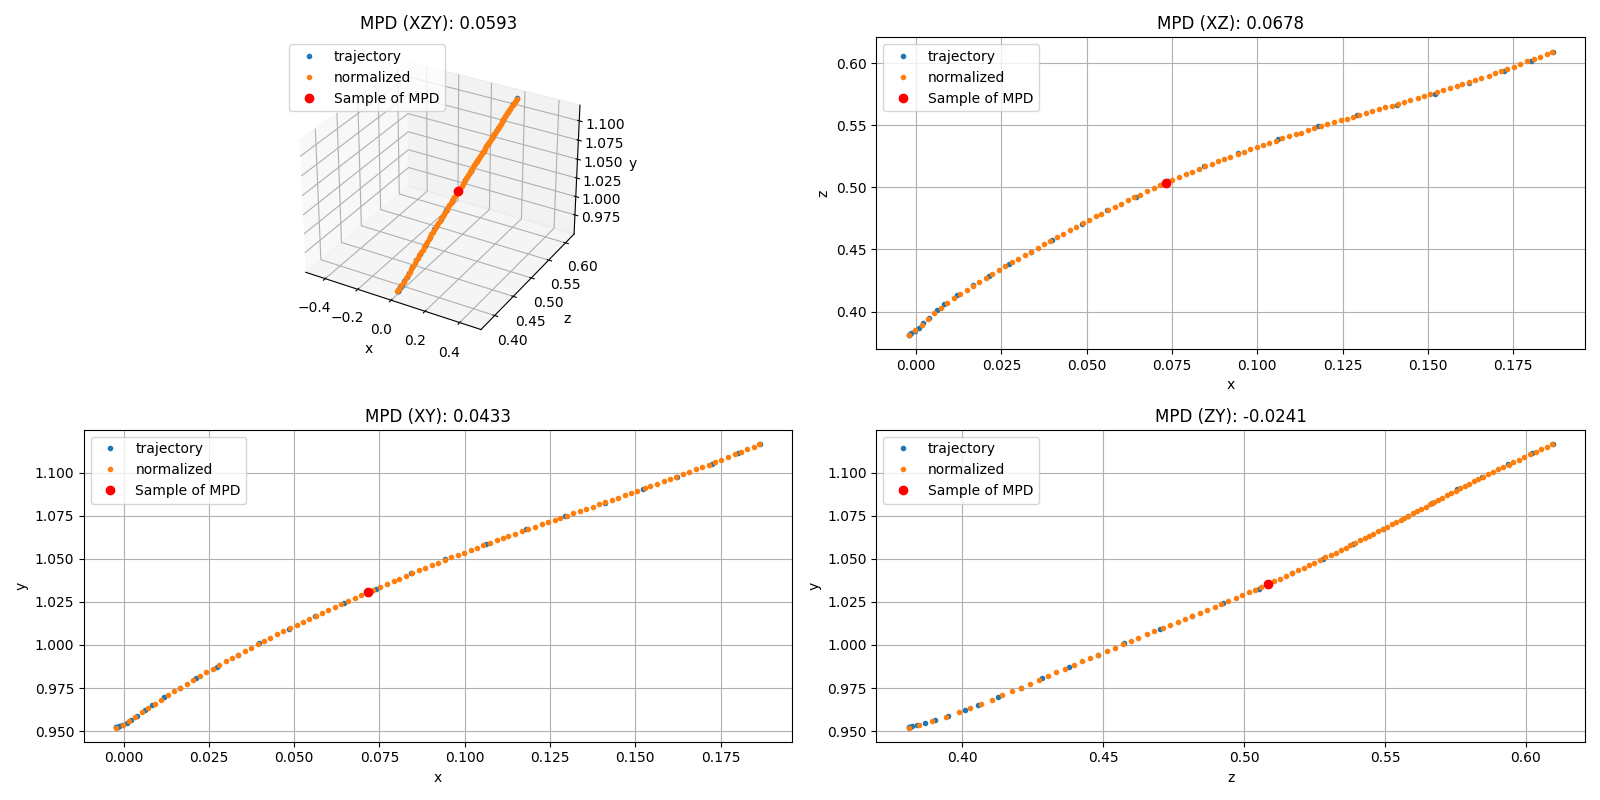 MPD (XZY): 0.0593
trajectory
normalized
Sample of MPD
1.100
1.075
1.050
1.025
1.000
0.975
y
0.60
0.55
0.50
0.45
0.40
z
−0.4
−0.2
0.0
0.2
0.4
x
MPD (XZ): 0.0678
trajectory
normalized
Sample of MPD
0.60
0.55
0.50
0.45
0.40
z
0.000 0.025 0.050 0.075 0.100 0.125 0.150 0.175
x
MPD (XY): 0.0433
trajectory
normalized
Sample of MPD
1.100
1.075
1.050
1.025
1.000
0.975
0.950
y
0.000 0.025 0.050 0.075 0.100 0.125 0.150 0.175
x
MPD (ZY): -0.0241
trajectory
normalized
Sample of MPD
1.100
1.075
1.050
1.025
1.000
0.975
0.950
y
0.40 0.45 0.50 0.55 0.60
z